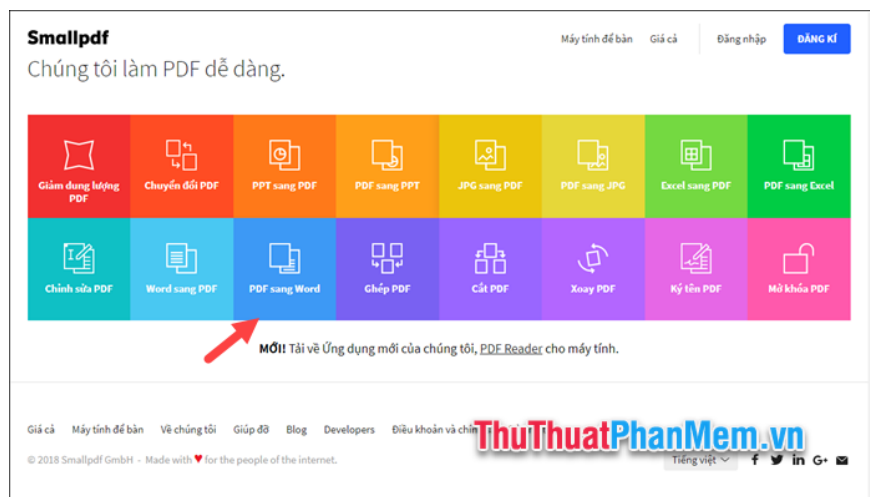 Smallpdf
Máy tính để bàn Giá cả Đăng nhập ĐĂNG KÍ
Chúng tôi làm PDF dễ dàng.
Giảm dung lượng PDF
Chuyển đổi PDF
PPT sang PDF
PDF sang PPT
JPG sang PDF
PDF sang JPG
Excel sang PDF
PDF sang Excel
Chỉnh sửa PDF
Word sang PDF
PDF sang Word
Ghép PDF
Cắt PDF
Xoay PDF
Ký tên PDF
Mở khóa PDF
MỚI! Tải về Ứng dụng mới của chúng tôi, PDF Reader cho máy tính.
Giá cả Máy tính để bàn Về chúng tôi Giúp đỡ Blog Developers Điều khoản và
ThuThuatPhanMem.vn
© 2018 Smallpdf GmbH - Made with ♥ for the people of the internet.
Tiếng việt